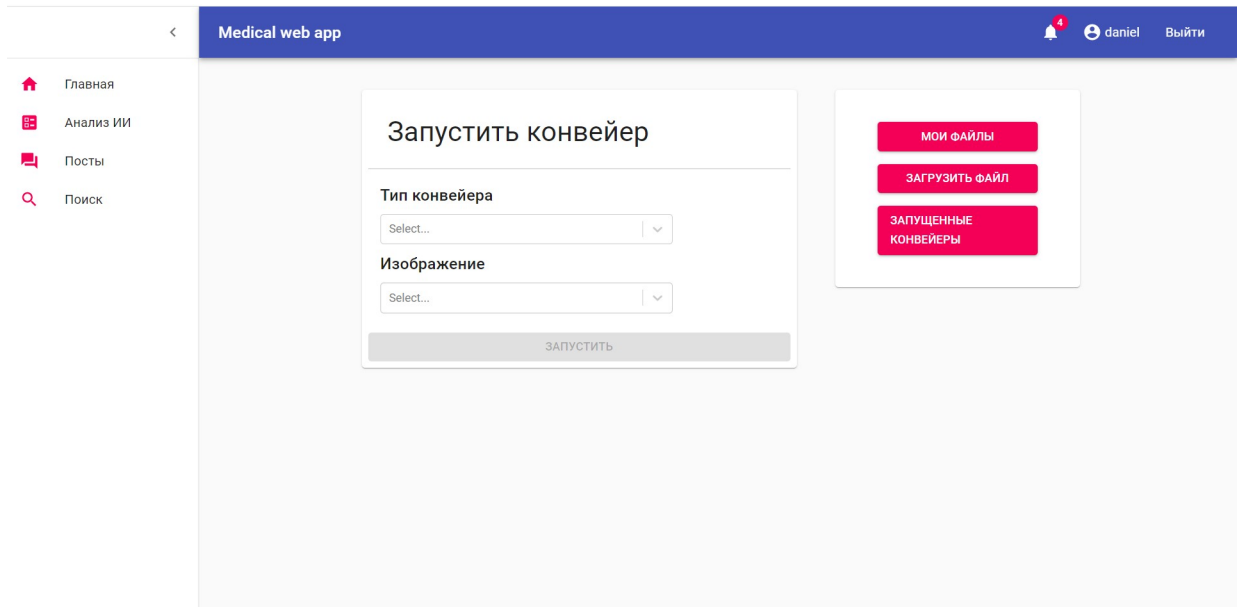 Medical web app
4
daniel
Выйти
Главная
Анализ ИИ
Посты
Поиск
Запустить конвейер
Тип конвейера
Select...
Изображение
Select...
ЗАПУСТИТЬ
МОИ ФАЙЛЫ
ЗАГРУЗИТЬ ФАЙЛ
ЗАПУЩЕННЫЕ
КОНВЕЙЕРЫ